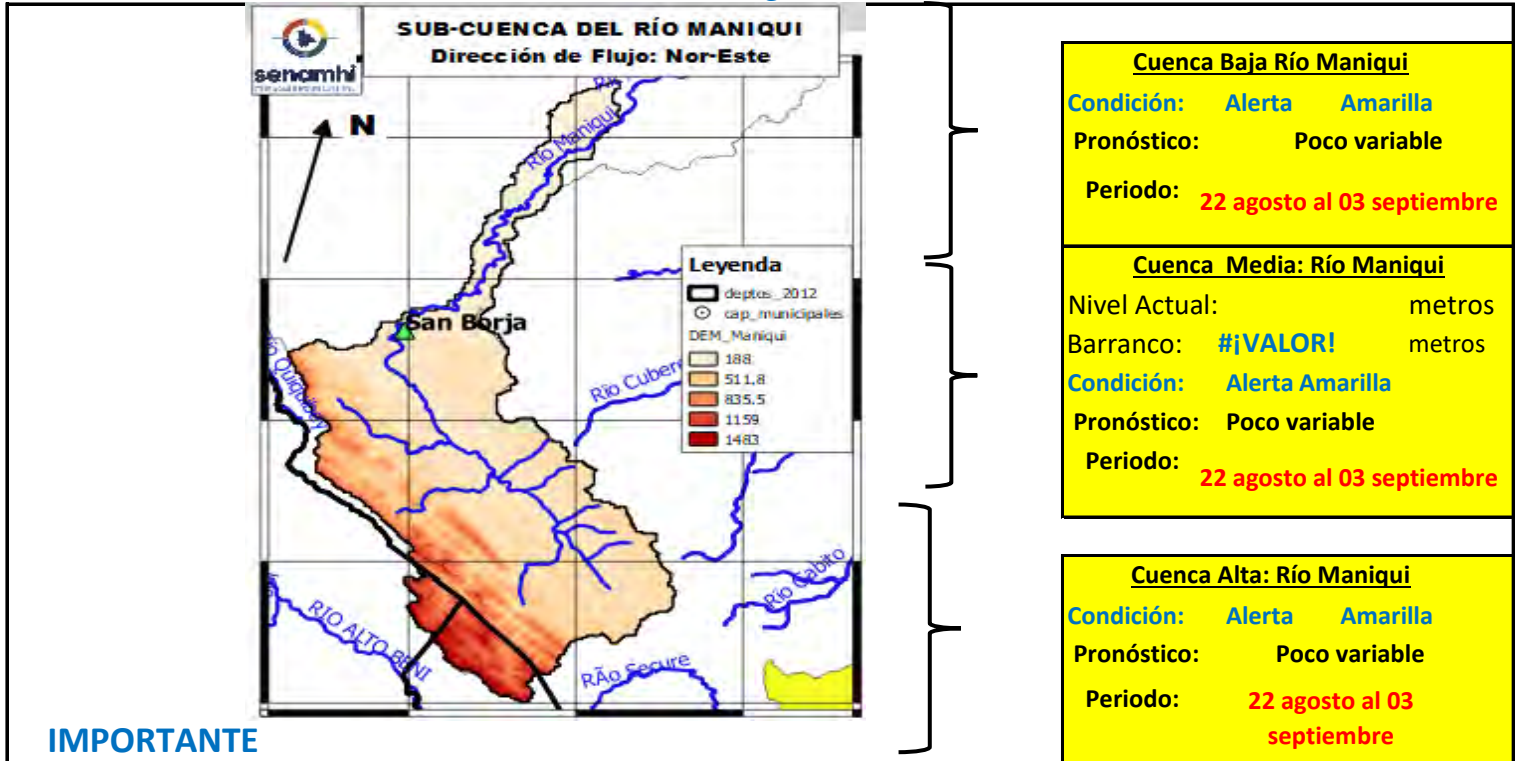 SUB-CUENCA DEL RÍO MANIQUI
Dirección de Flujo: Nor-Este
senamhi
N
Río Maniqui
San Borja
Río Quiquibey
Río Cubere
Río Cabito
RIO ALTO BENI
RÃo Secure
Leyenda
deptos_2012
cap_municipales
DEM_Maniqui
188
511.8
835.5
1159
1483
Cuenca Baja Río Maniqui
Condición: Alerta Amarilla
Pronóstico: Poco variable
Periodo: 22 agosto al 03 septiembre
Cuenca Media: Río Maniqui
Nivel Actual: metros
Barranco: #¡VALOR! metros
Condición: Alerta Amarilla
Pronóstico: Poco variable
Periodo: 22 agosto al 03 septiembre
Cuenca Alta: Río Maniqui
Condición: Alerta Amarilla
Pronóstico: Poco variable
Periodo: 22 agosto al 03
septiembre
IMPORTANTE